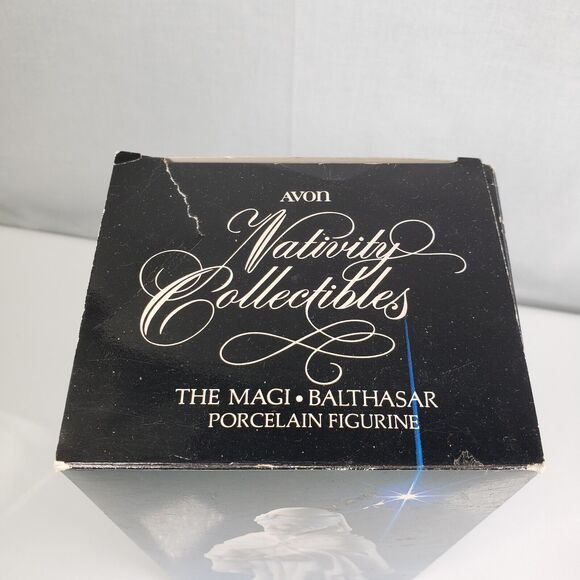 AVON
Nativity
Collectibles
THE MAGI • BALTHASAR
PORCELAIN FIGURINE